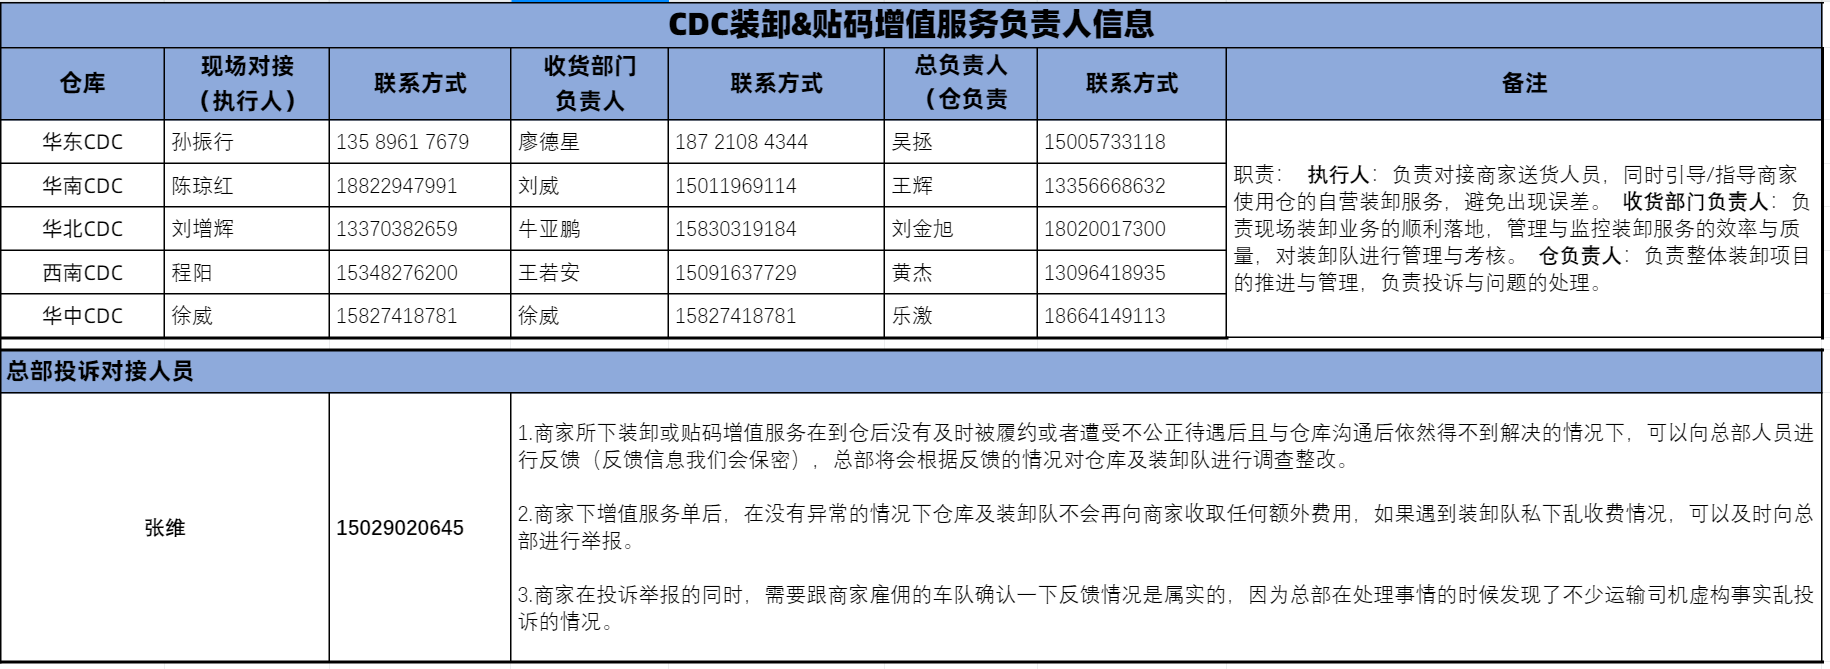 CDC装卸&贴码增值服务负责人信息
仓库 现场对接（执行人） 联系方式 收货部门负责人 联系方式 总负责人（仓负责 联系方式 备注
华东CDC 孙振行 135 8961 7679 廖德星 187 2108 4344 吴拯 15005733118
华南CDC 陈琼红 18822947991 刘威 15011969114 王辉 13356668632
华北CDC 刘增辉 13370382659 牛亚鹏 15830319184 刘金旭 18020017300
西南CDC 程阳 15348276200 王若安 15091637729 黄杰 13096418935
华中CDC 徐威 15827418781 徐威 15827418781 乐激 18664149113
职责： 执行人：负责对接商家送货人员，同时引导/指导商家
使用仓的自营装卸服务，避免出现误差。 收货部门负责人：负
责现场装卸业务的顺利落地，管理与监控装卸服务的效率与质
量，对装卸队进行管理与考核。 仓负责人：负责整体装卸项目
的推进与管理，负责投诉与问题的处理。
总部投诉对接人员
张维 15029020645
1.商家所下装卸或贴码增值服务在到仓后没有及时被履约或者遭受不公正待遇后且与仓库沟通后依然得不到解决的情况下，可以向总部人员进
行反馈（反馈信息我们会保密），总部将会根据反馈的情况对仓库及装卸队进行调查整改。
2.商家下增值服务单后，在没有异常的情况下仓库及装卸队不会再向商家收取任何额外费用，如果遇到装卸队私下乱收费情况，可以及时向总
部进行举报。
3.商家在投诉举报的同时，需要跟商家雇佣的车队确认一下反馈情况是属实的，因为总部在处理事情的时候发现了不少运输司机虚构事实乱投
诉的情况。